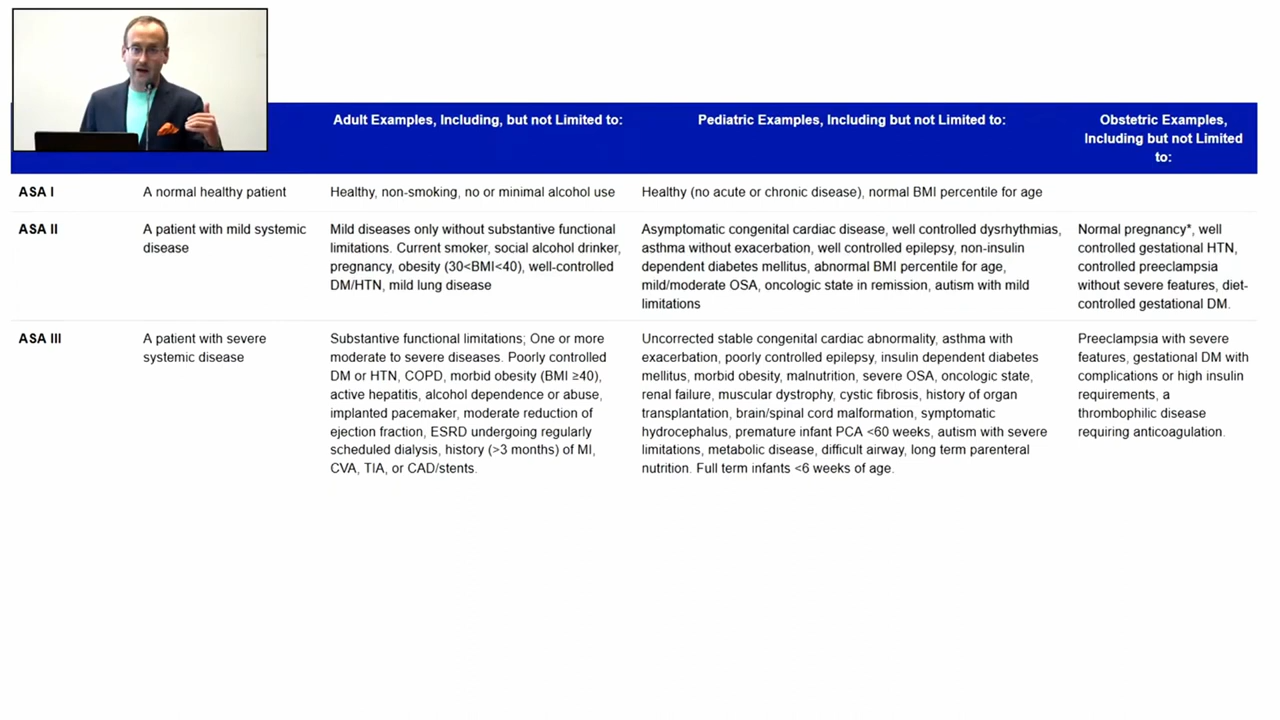 Adult Examples, Including, but not Limited to:
Pediatric Examples, Including but not Limited to:
Obstetric Examples,
Including but not Limited
to:
ASA I
A normal healthy patient
Healthy, non-smoking, no or minimal alcohol use
Healthy (no acute or chronic disease), normal BMI percentile for age
ASA II
A patient with mild systemic
disease
Mild diseases only without substantive functional
limitations. Current smoker, social alcohol drinker,
pregnancy, obesity (30<BMI<40), well-controlled
DM/HTN, mild lung disease
Asymptomatic congenital cardiac disease, well controlled dysrhythmias,
asthma without exacerbation, well controlled epilepsy, non-insulin
dependent diabetes mellitus, abnormal BMI percentile for age,
mild/moderate OSA, oncologic state in remission, autism with mild
limitations
Normal pregnancy*, well
controlled gestational HTN,
controlled preeclampsia
without severe features, diet-
controlled gestational DM.
ASA III
A patient with severe
systemic disease
Substantive functional limitations; One or more
moderate to severe diseases. Poorly controlled
DM or HTN, COPD, morbid obesity (BMI ≥40),
active hepatitis, alcohol dependence or abuse,
implanted pacemaker, moderate reduction of
ejection fraction, ESRD undergoing regularly
scheduled dialysis, history (>3 months) of MI,
CVA, TIA, or CAD/stents.
Uncorrected stable congenital cardiac abnormality, asthma with
exacerbation, poorly controlled epilepsy, insulin dependent diabetes
mellitus, morbid obesity, malnutrition, severe OSA, oncologic state,
renal failure, muscular dystrophy, cystic fibrosis, history of organ
transplantation, brain/spinal cord malformation, symptomatic
hydrocephalus, premature infant PCA <60 weeks, autism with severe
limitations, metabolic disease, difficult airway, long term parenteral
nutrition. Full term infants <6 weeks of age.
Preeclampsia with severe
features, gestational DM with
complications or high insulin
requirements, a
thrombophilic disease
requiring anticoagulation.